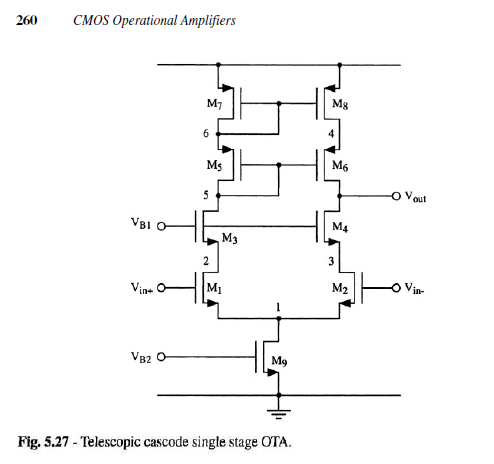 260 CMOS Operational Amplifiers
M7 M8
6 4
M5 M6
5 Vout
VB1 M4
M3
2 3
Vin+ M1 M2 Vin-
1
VB2 M9
Fig. 5.27 - Telescopic cascode single stage OTA.